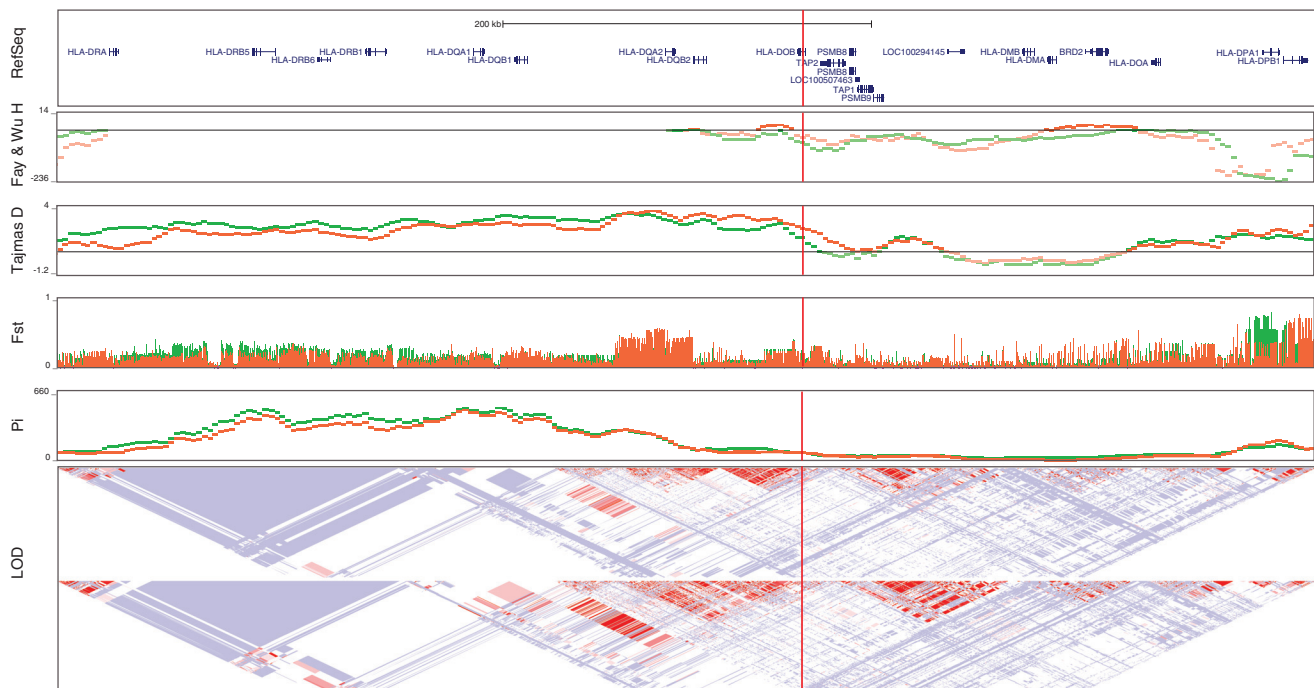 200 kb
RefSeq
HLA-DRA
HLA-DRB5
HLA-DRB6
HLA-DRB1
HLA-DQA1
HLA-DQB1
HLA-DQA2
HLA-DQB2
HLA-DOB
TAP2
PSMB8
PSMB8
LOC100507463
TAP1
PSMB9
LOC100294145
HLA-DMB
HLA-DMA
BRD2
HLA-DOA
HLA-DPA1
HLA-DPB1
Fay & Wu H
14
-236
Tajmas D
4
-1.2
Fst
1
0
Pi
660
0
LOD